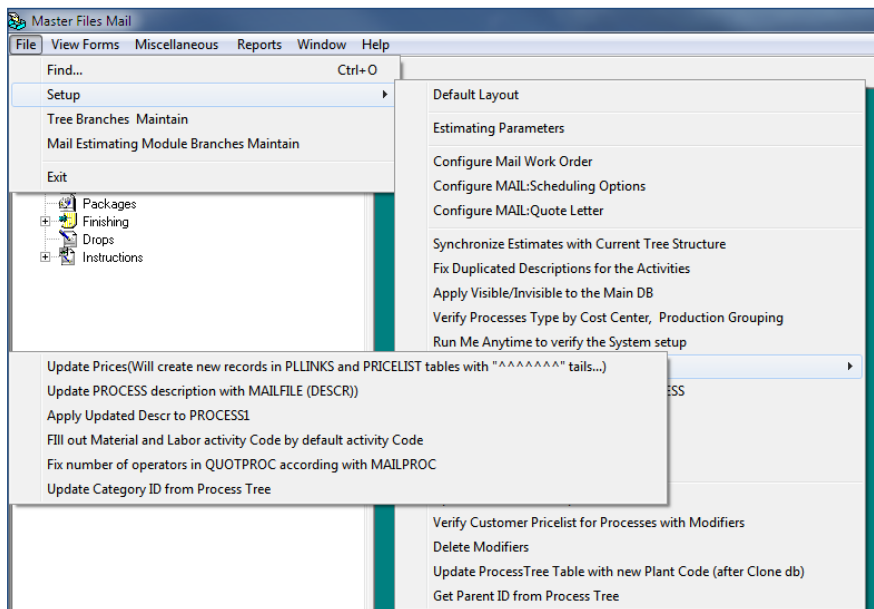 Master Files Mail
File View Forms Miscellaneous Reports Window Help
Find... Ctrl+O
Setup
Tree Branches Maintain
Mail Estimating Module Branches Maintain
Exit
Packages
Finishing
Drops
Instructions
Default Layout
Estimating Parameters
Configure Mail Work Order
Configure MAIL:Scheduling Options
Configure MAIL:Quote Letter
Synchronize Estimates with Current Tree Structure
Fix Duplicated Descriptions for the Activities
Apply Visible/Invisible to the Main DB
Verify Processes Type by Cost Center, Production Grouping
Run Me Anytime to verify the System setup
Update Prices(Will create new records in PLLINKS and PRICELIST tables with "^^^^^^^" tails...)
Update PROCESS description with MAILFILE (DESCR))
Apply Updated Descr to PROCESS1
FIll out Material and Labor activity Code by default activity Code
Fix number of operators in QUOTPROC according with MAILPROC
Update Category ID from Process Tree
ESS
Verify Customer Pricelist for Processes with Modifiers
Delete Modifiers
Update ProcessTree Table with new Plant Code (after Clone db)
Get Parent ID from Process Tree